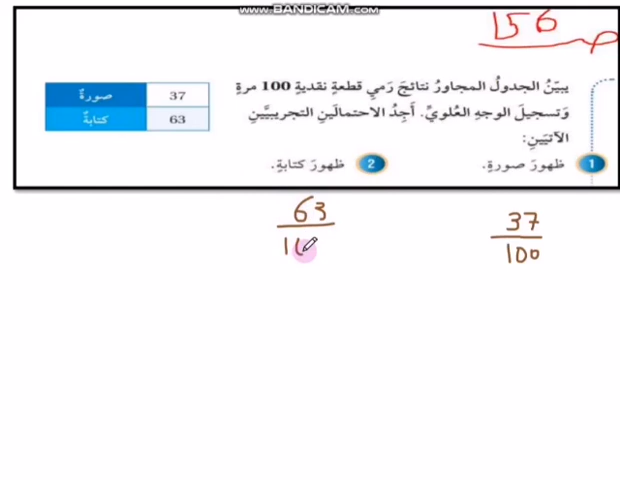 WWW.BANDICAM.COM
ص 156
يبيّنُ الجدولُ المجاورُ نتائجَ رَميِ قطعةٍ نقديةٍ 100 مرةٍ
وَتسجيلَ الوجهِ العُلويِّ. أَجِدُ الاحتمالَينِ التجريبيَّينِ
الآتيَينِ:
صورةٌ 37
كتابةٌ 63
1 ظهورَ صورةٍ.
2 ظهورَ كتابةٍ.
37
100
63